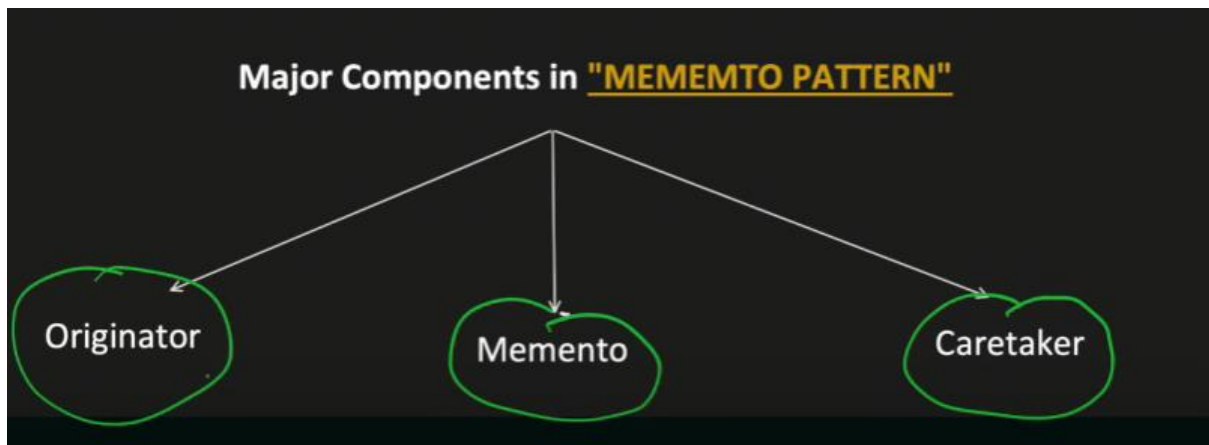 Major Components in "MEMEMTO PATTERN"
Originator
Memento
Caretaker